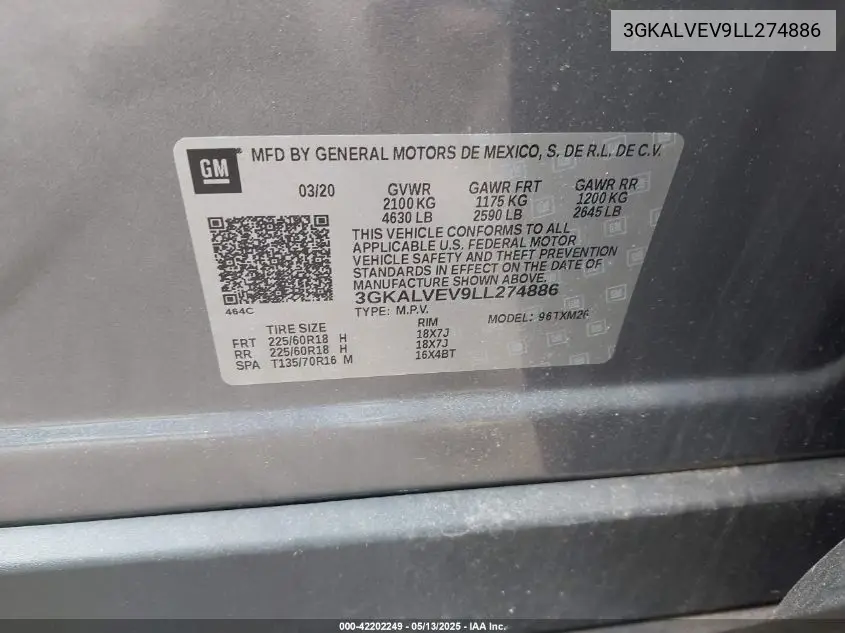 3GKALVEV9LL274886
GM MFD BY GENERAL MOTORS DE MEXICO, S. DE R.L. DE C.V.
03/20 GVWR GAWR FRT GAWR RR
2100 KG 1175 KG 1200 KG
4630 LB 2590 LB 2645 LB
THIS VEHICLE CONFORMS TO ALL
APPLICABLE U.S. FEDERAL MOTOR
VEHICLE SAFETY AND THEFT PREVENTION
STANDARDS IN EFFECT ON THE DATE OF
MANUFACTURE SHOWN ABOVE.
3GKALVEV9LL274886
464C TYPE: M.P.V. MODEL: 96TXM26
TIRE SIZE RIM
FRT 225/60R18 H 18X7J
RR 225/60R18 H 18X7J
SPA T135/70R16 M 16X4BT
000-42202249 - 05/13/2025 - IAA Inc.